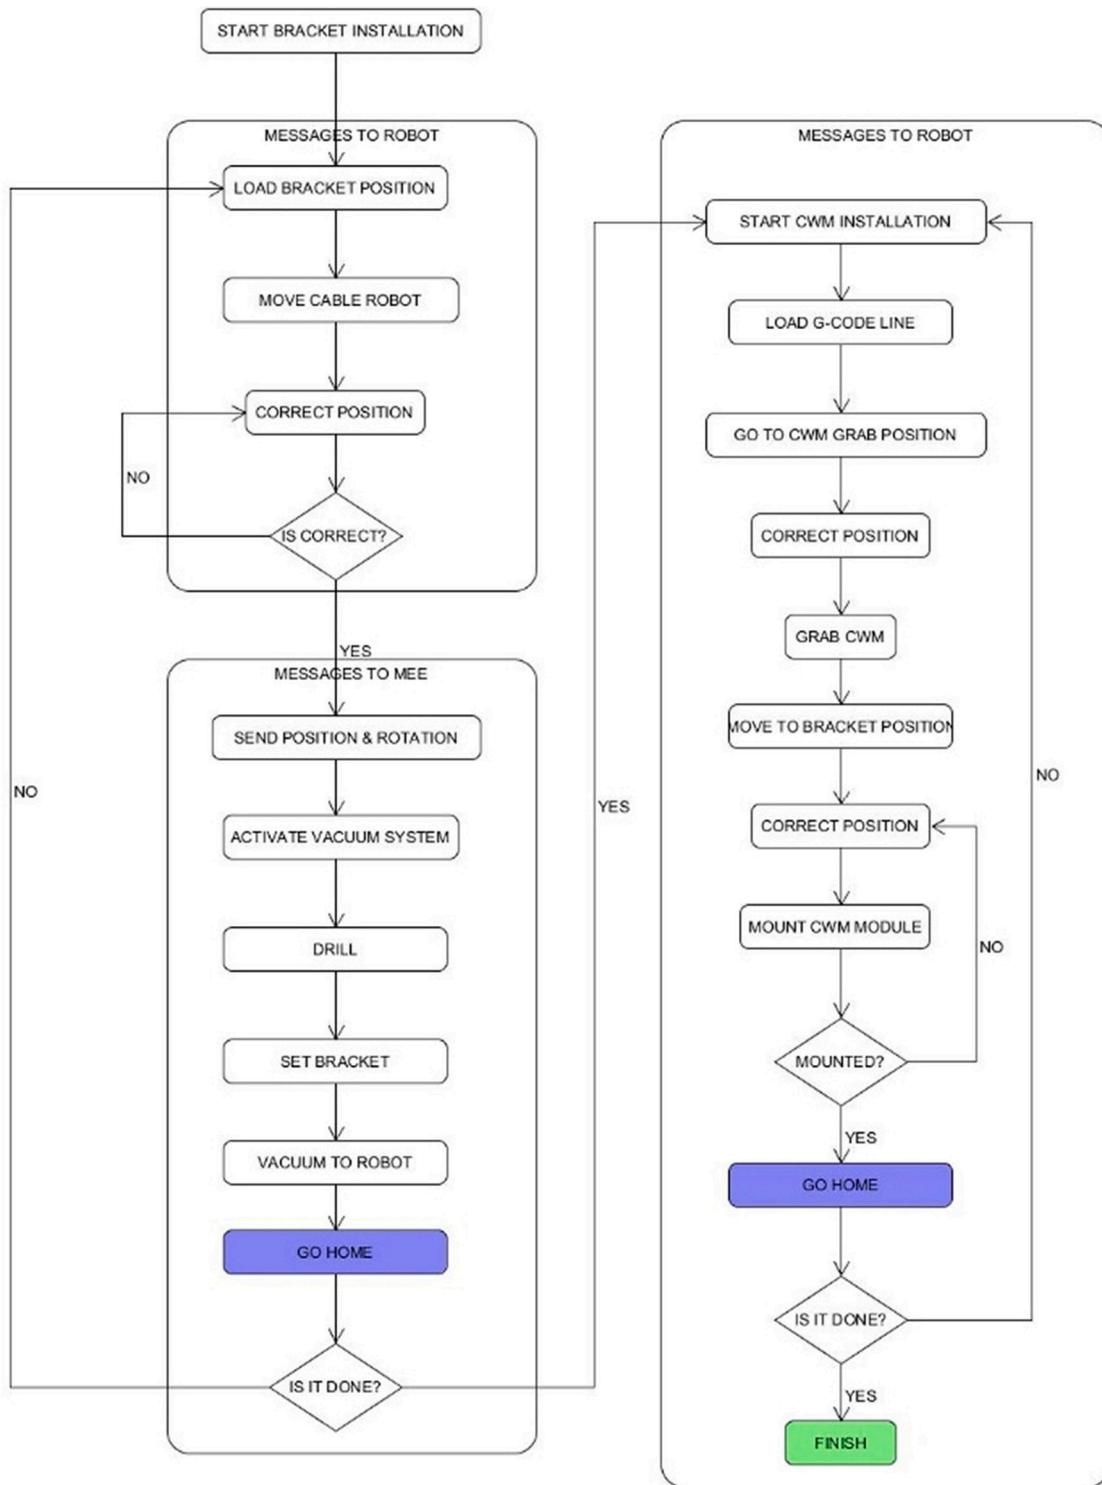 START BRACKET INSTALLATION
MESSAGES TO ROBOT
LOAD BRACKET POSITION
MOVE CABLE ROBOT
CORRECT POSITION
NO
IS CORRECT?
YES
MESSAGES TO MEE
SEND POSITION & ROTATION
ACTIVATE VACUUM SYSTEM
NO
DRILL
SET BRACKET
VACUUM TO ROBOT
GO HOME
IS IT DONE?
YES
MESSAGES TO ROBOT
START CWM INSTALLATION
LOAD G-CODE LINE
GO TO CWM GRAB POSITION
CORRECT POSITION
GRAB CWM
MOVE TO BRACKET POSITION
NO
CORRECT POSITION
MOUNT CWM MODULE
NO
MOUNTED?
YES
GO HOME
IS IT DONE?
YES
FINISH